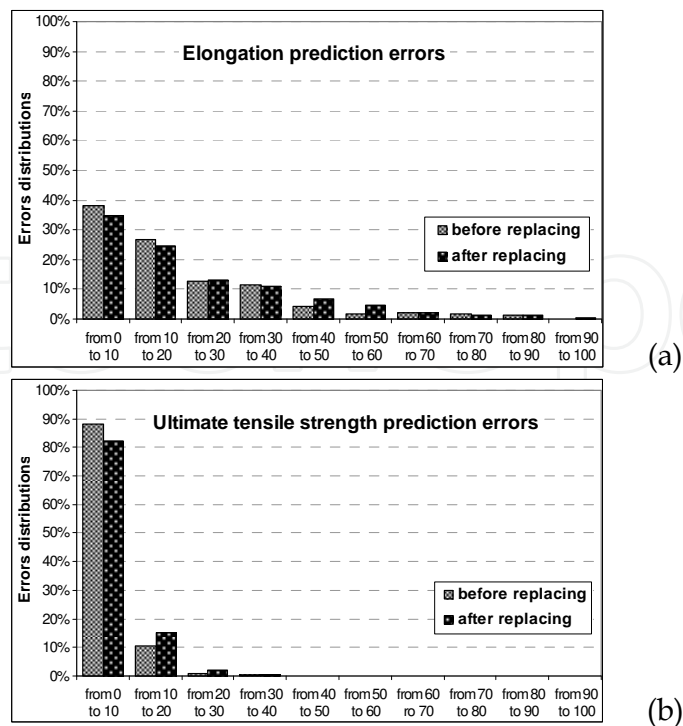 100%
90%
80%
70%
60%
50%
40%
30%
20%
10%
0%
Errors distributions
Elongation prediction errors
before replacing
after replacing
from 0 from 10 from 20 from 30 from 40 from 50 from 60 from 70 from 80 from 90
to 10 to 20 to 30 to 40 to 50 to 60 ro 70 to 80 to 90 to 100
(a)
100%
90%
80%
70%
60%
50%
40%
30%
20%
10%
0%
Errors distributions
Ultimate tensile strength prediction errors
before replacing
after replacing
from 0 from 10 from 20 from 30 from 40 from 50 from 60 from 70 from 80 from 90
to 10 to 20 to 30 to 40 to 50 to 60 ro 70 to 80 to 90 to 100
(b)